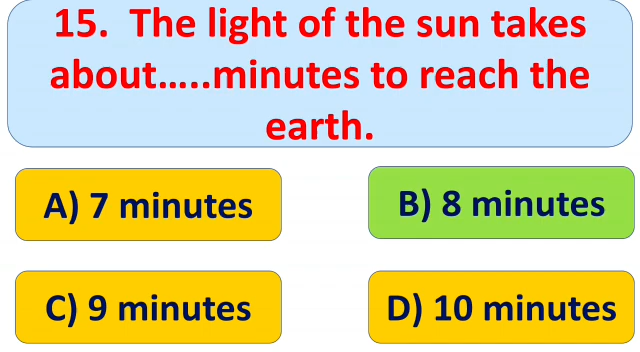 15. The light of the sun takes
about.....minutes to reach the
earth.
A) 7 minutes
B) 8 minutes
C) 9 minutes
D) 10 minutes